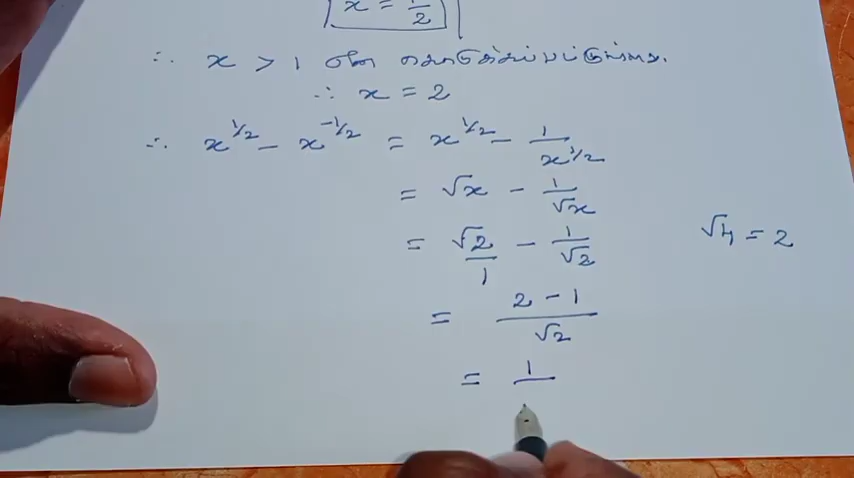 x = 1/2
∴ x > 1 என கொடுக்கப்பட்டுள்ளது.
∴ x = 2
∴ x^{1/2} - x^{-1/2} = x^{1/2} - 1/x^{1/2}
= √x - 1/√x
= √2/1 - 1/√2
√4 = 2
= (2 - 1)/√2
= 1/